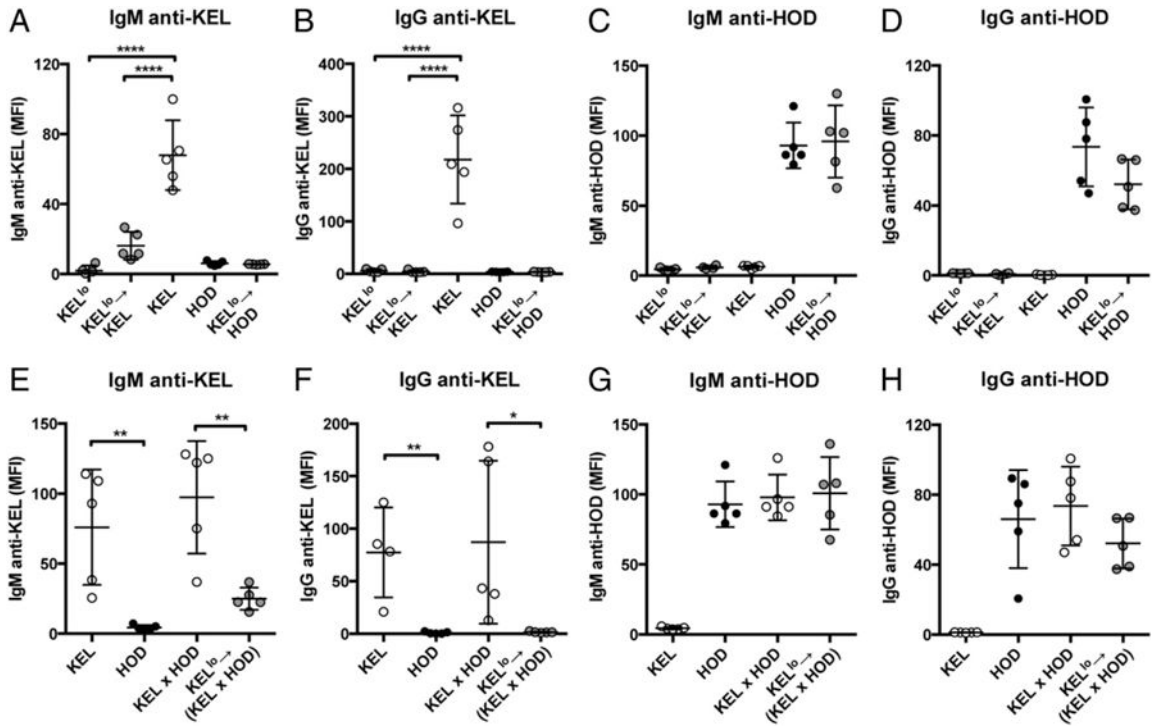 A IgM anti-KEL
IgM anti-KEL (MFI)
120
80
40
0
****
****
KELlo
KELlo→ KEL
KEL
HOD
KELlo→ HOD
B IgG anti-KEL
IgG anti-KEL (MFI)
400
300
200
100
0
****
****
KELlo
KELlo→ KEL
KEL
HOD
KELlo→ HOD
C IgM anti-HOD
IgM anti-HOD (MFI)
150
100
50
0
KELlo
KELlo→ KEL
KEL
HOD
KELlo→ HOD
D IgG anti-HOD
IgG anti-HOD (MFI)
120
80
40
0
KELlo
KELlo→ KEL
KEL
HOD
KELlo→ HOD
E IgM anti-KEL
IgM anti-KEL (MFI)
150
100
50
0
**
**
KEL
HOD
KEL x HOD
KELlo→
(KEL x HOD)
F IgG anti-KEL
IgG anti-KEL (MFI)
200
150
100
50
0
**
*
KEL
HOD
KEL x HOD
KELlo→
(KEL x HOD)
G IgM anti-HOD
IgM anti-HOD (MFI)
150
100
50
0
KEL
HOD
KEL x HOD
KELlo→
(KEL x HOD)
H IgG anti-HOD
IgG anti-HOD (MFI)
120
80
40
0
KEL
HOD
KEL x HOD
KELlo→
(KEL x HOD)